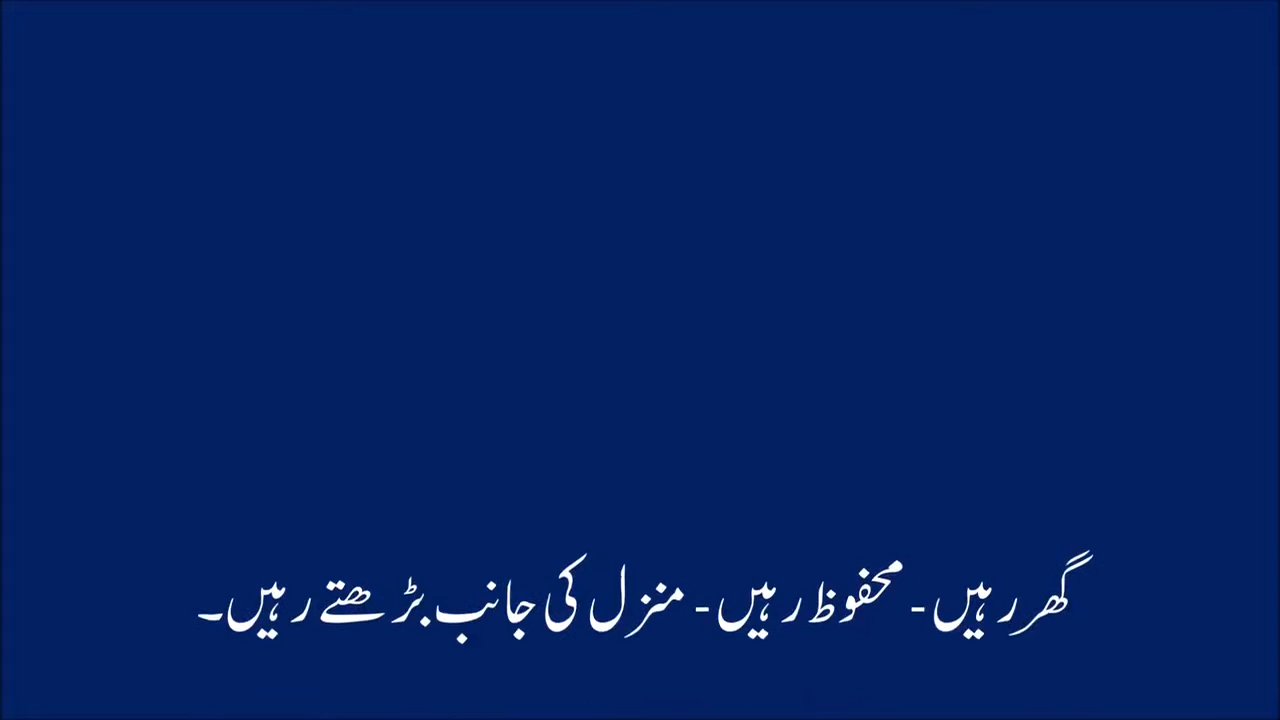 گھر رہیں - محفوظ رہیں - منزل کی جانب بڑھتے رہیں۔